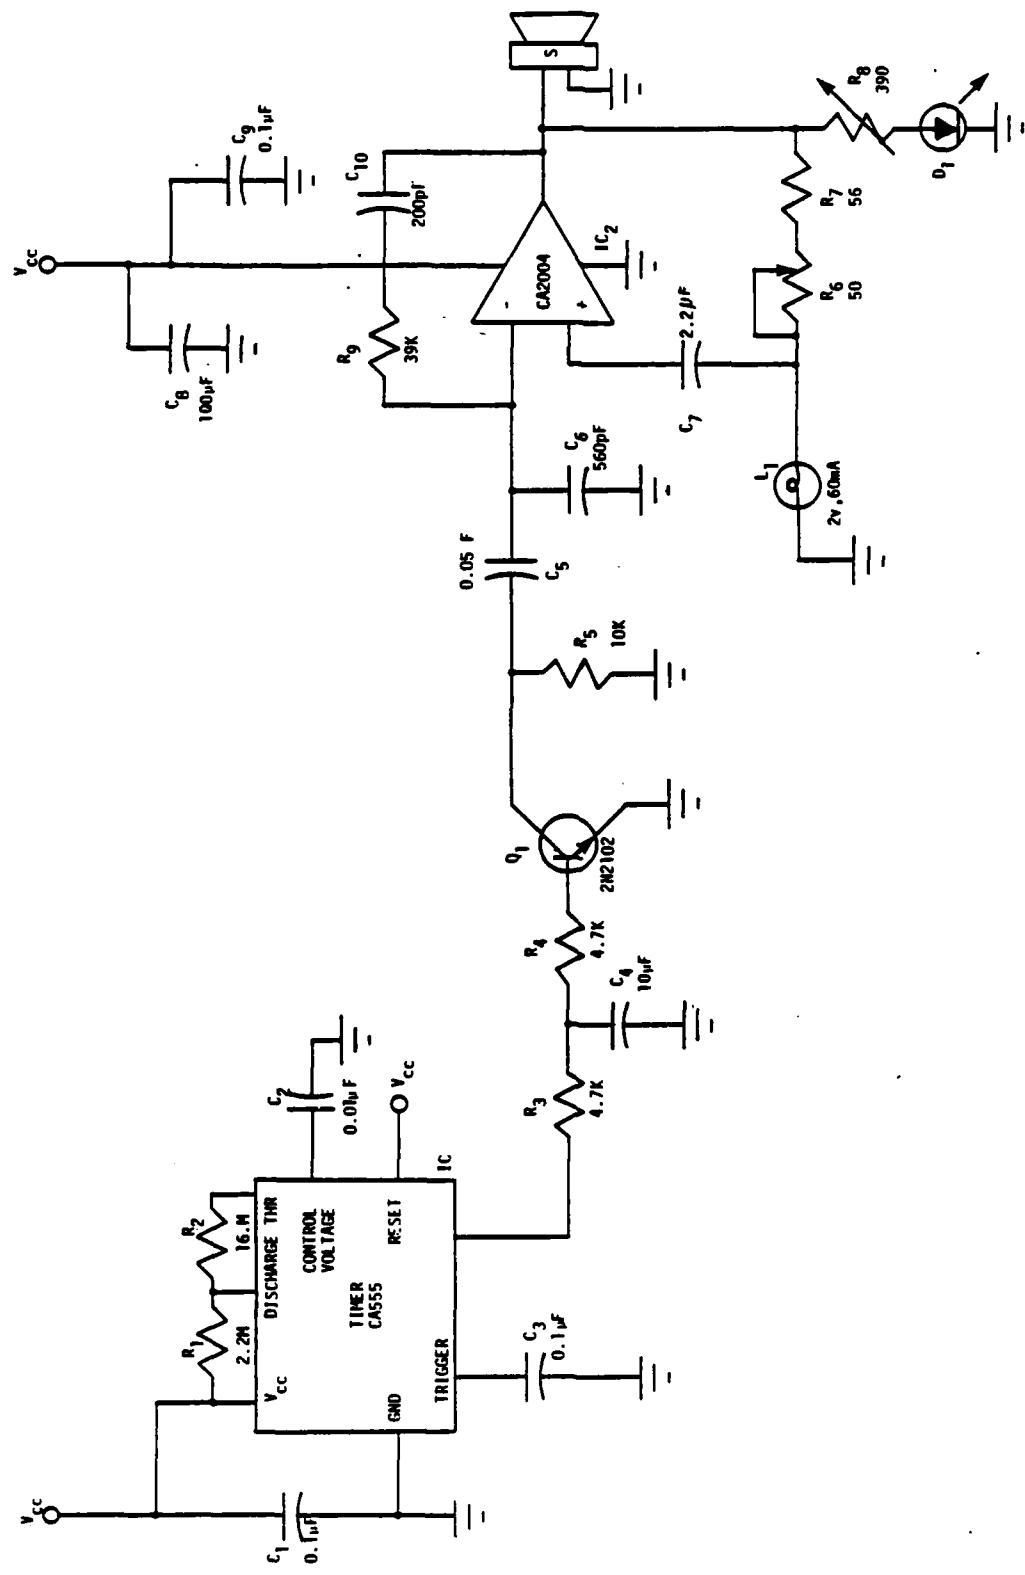 Vcc
C1
0.1μF
R1
2.2M
R2
16.M
Vcc
DISCHARGE THR
CONTROL
VOLTAGE
TIMER
CA555
GND
RESET
TRIGGER
IC
C2
0.01μF
Vcc
C3
0.1μF
R3
4.7K
C4
10μF
R4
4.7K
Q1
2N2102
R5
10K
0.05 F
C5
C6
560pF
R9
39K
C10
200pF
Vcc
C8
100μF
C9
0.1μF
-
+
CA2004
IC2
C7
2.2μF
L1
2v,60mA
R6
50
R7
56
R8
390
D1
S